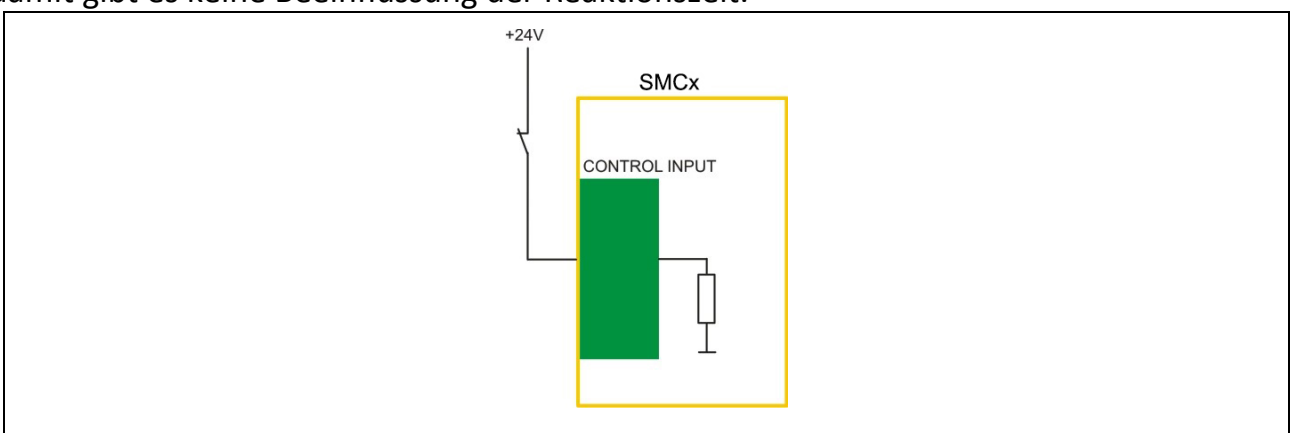 damit gibt es keine Beeinflussung der Reaktionszeit.
+24V
SMCx
CONTROL INPUT